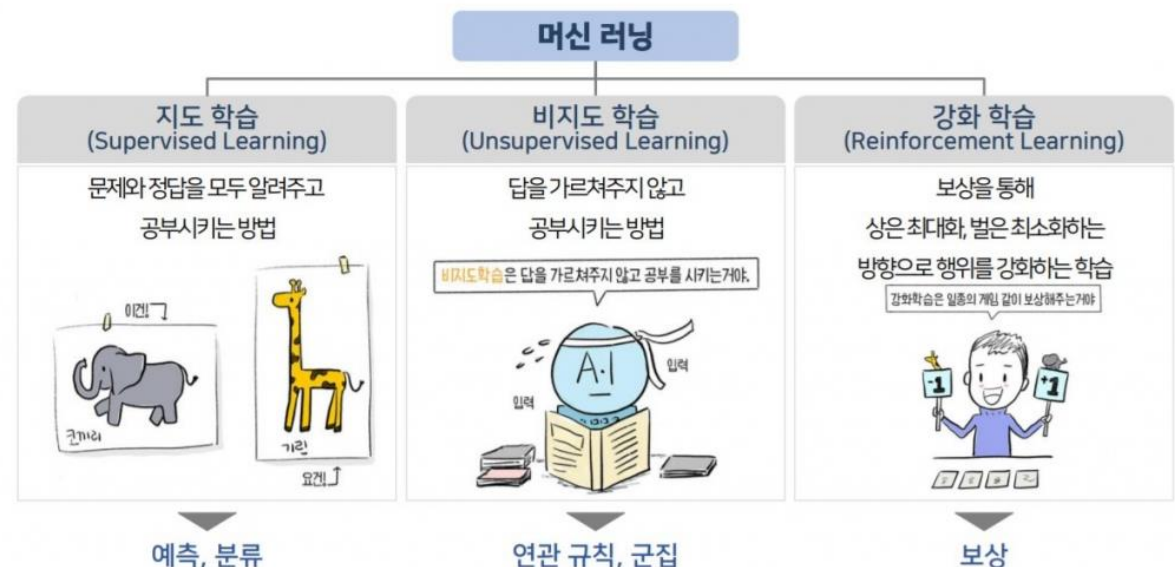 머신 러닝
지도 학습
(Supervised Learning)
문제와 정답을 모두 알려주고
공부시키는 방법
이건!
코끼리
기린
요건!
예측, 분류
비지도 학습
(Unsupervised Learning)
답을 가르쳐주지 않고
공부시키는 방법
비지도학습은 답을 가르쳐주지 않고 공부를 시키는거야.
A.I
입력
입력
연관 규칙, 군집
강화 학습
(Reinforcement Learning)
보상을 통해
상은 최대화, 벌은 최소화하는
방향으로 행위를 강화하는 학습
강화학습은 일종의 게임 같이 보상해주는거야
-1
+1
보상